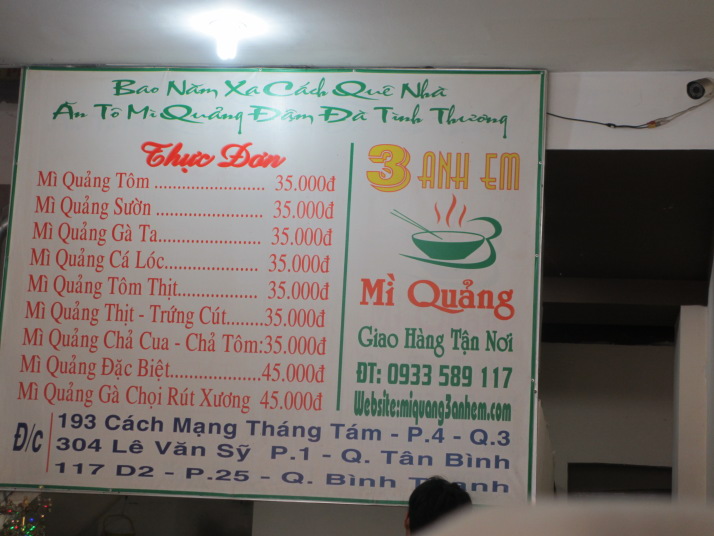 Bao Năm Xa Cách Quê Nhà
Ăn Tô Mì Quảng Đậm Đà Tình Thương
Thực Đơn
Mì Quảng Tôm ...................... 35.000đ
Mì Quảng Sườn ..................... 35.000đ
Mì Quảng Gà Ta.................... 35.000đ
Mì Quảng Cá Lóc................... 35.000đ
Mì Quảng Tôm Thịt................ 35.000đ
Mì Quảng Thịt - Trứng Cút.......35.000đ
Mì Quảng Chả Cua - Chả Tôm:35.000đ
Mì Quảng Đặc Biệt..................45.000đ
Mì Quảng Gà Chọi Rút Xương 45.000đ
3 ANH EM
Mì Quảng
Giao Hàng Tận Nơi
ĐT: 0933 589 117
Website:miquang3anhem.com
Đ/c
193 Cách Mạng Tháng Tám - P.4 - Q.3
304 Lê Văn Sỹ P.1 - Q. Tân Bình
117 D2 - P.25 - Q. Bình Thạnh